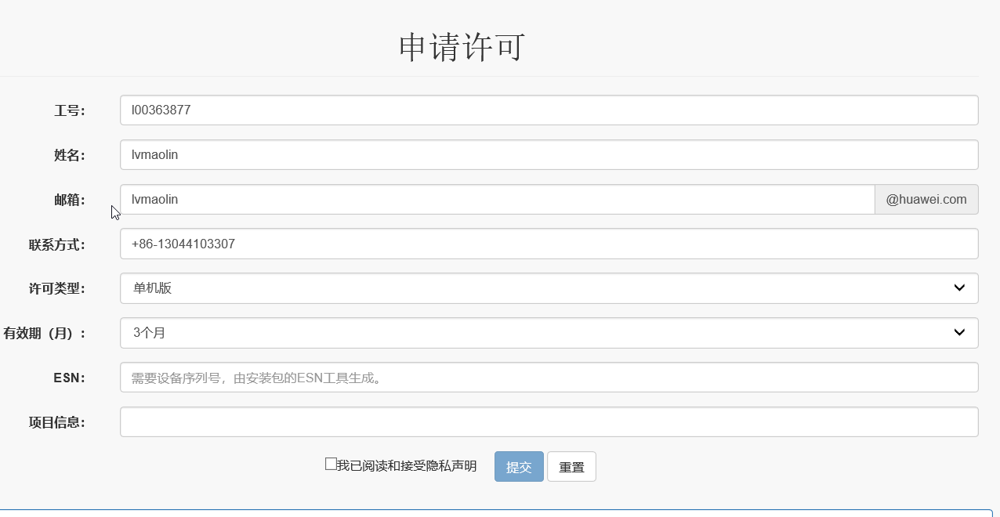 申请许可
工号： l00363877
姓名： lvmaolin
邮箱： lvmaolin @huawei.com
联系方式： +86-13044103307
许可类型： 单机版
有效期（月）： 3个月
ESN： 需要设备序列号，由安装包的ESN工具生成。
项目信息：
我已阅读和接受隐私声明 提交 重置